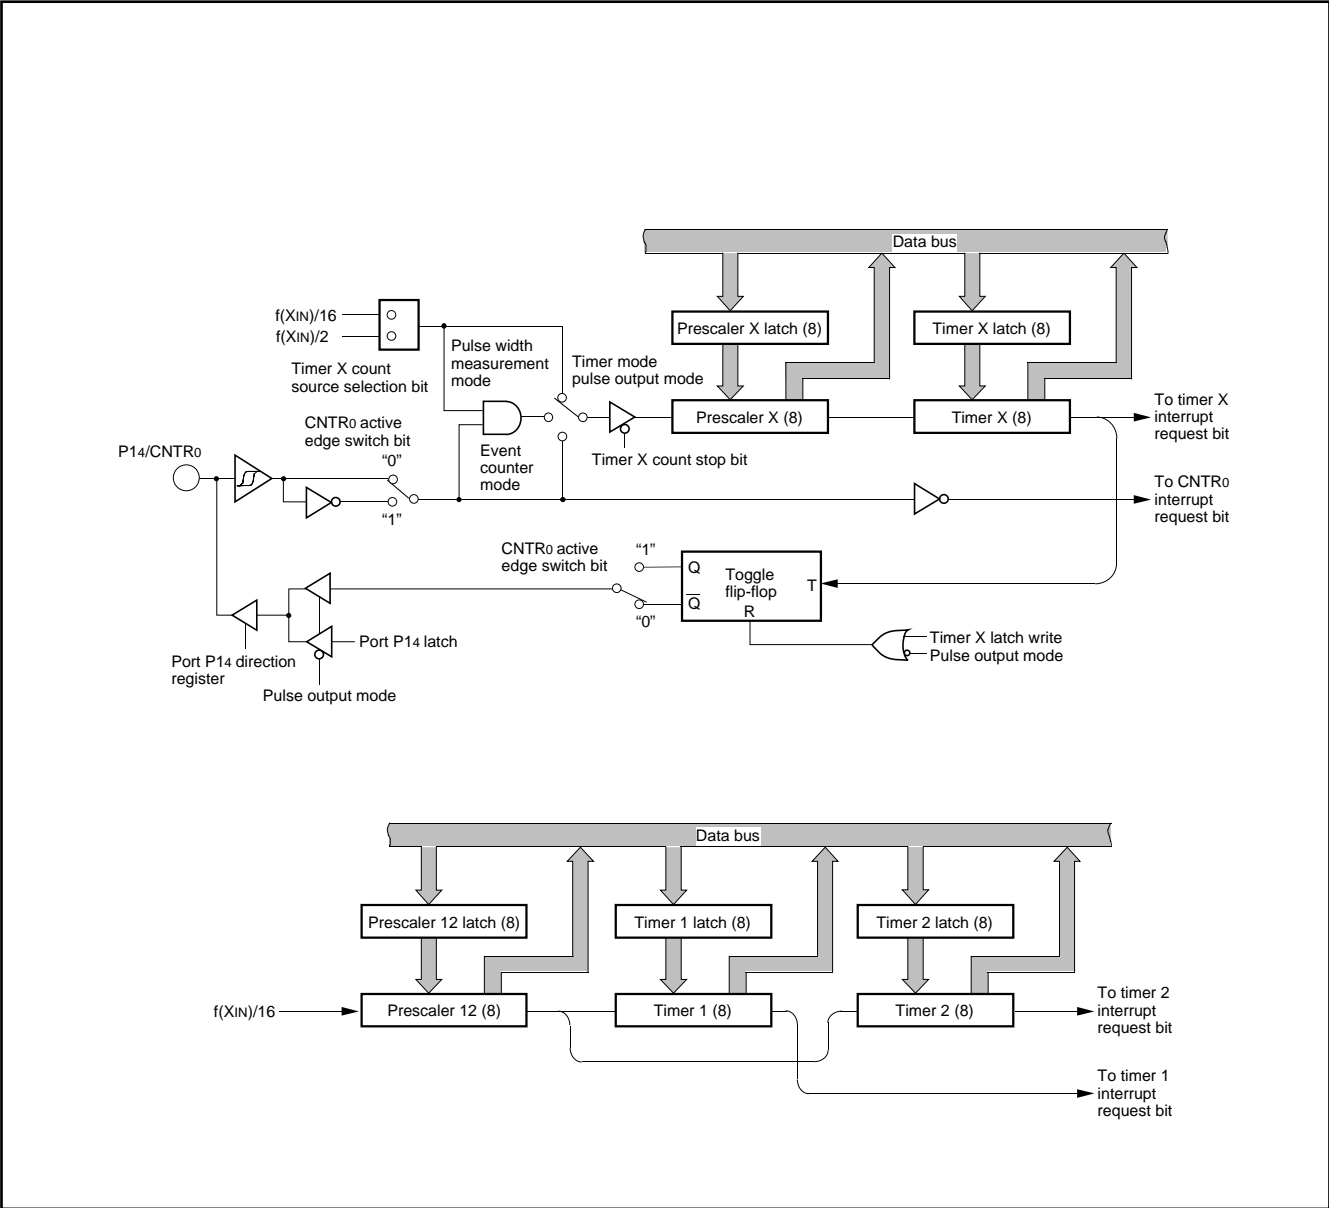 Data bus
f(XIN)/16
f(XIN)/2
Timer X count
source selection bit
Pulse width
measurement
mode
Timer mode
pulse output mode
Prescaler X latch (8)
Timer X latch (8)
Prescaler X (8)
Timer X (8)
To timer X
interrupt
request bit
CNTR0 active
edge switch bit
“0”
“1”
P14/CNTR0
Event
counter
mode
Timer X count stop bit
To CNTR0
interrupt
request bit
CNTR0 active
edge switch bit
“1”
“0”
Q
Q̅
Toggle
flip-flop
T
R
Timer X latch write
Pulse output mode
Port P14 latch
Port P14 direction
register
Pulse output mode
Data bus
Prescaler 12 latch (8)
Timer 1 latch (8)
Timer 2 latch (8)
f(XIN)/16
Prescaler 12 (8)
Timer 1 (8)
Timer 2 (8)
To timer 2
interrupt
request bit
To timer 1
interrupt
request bit